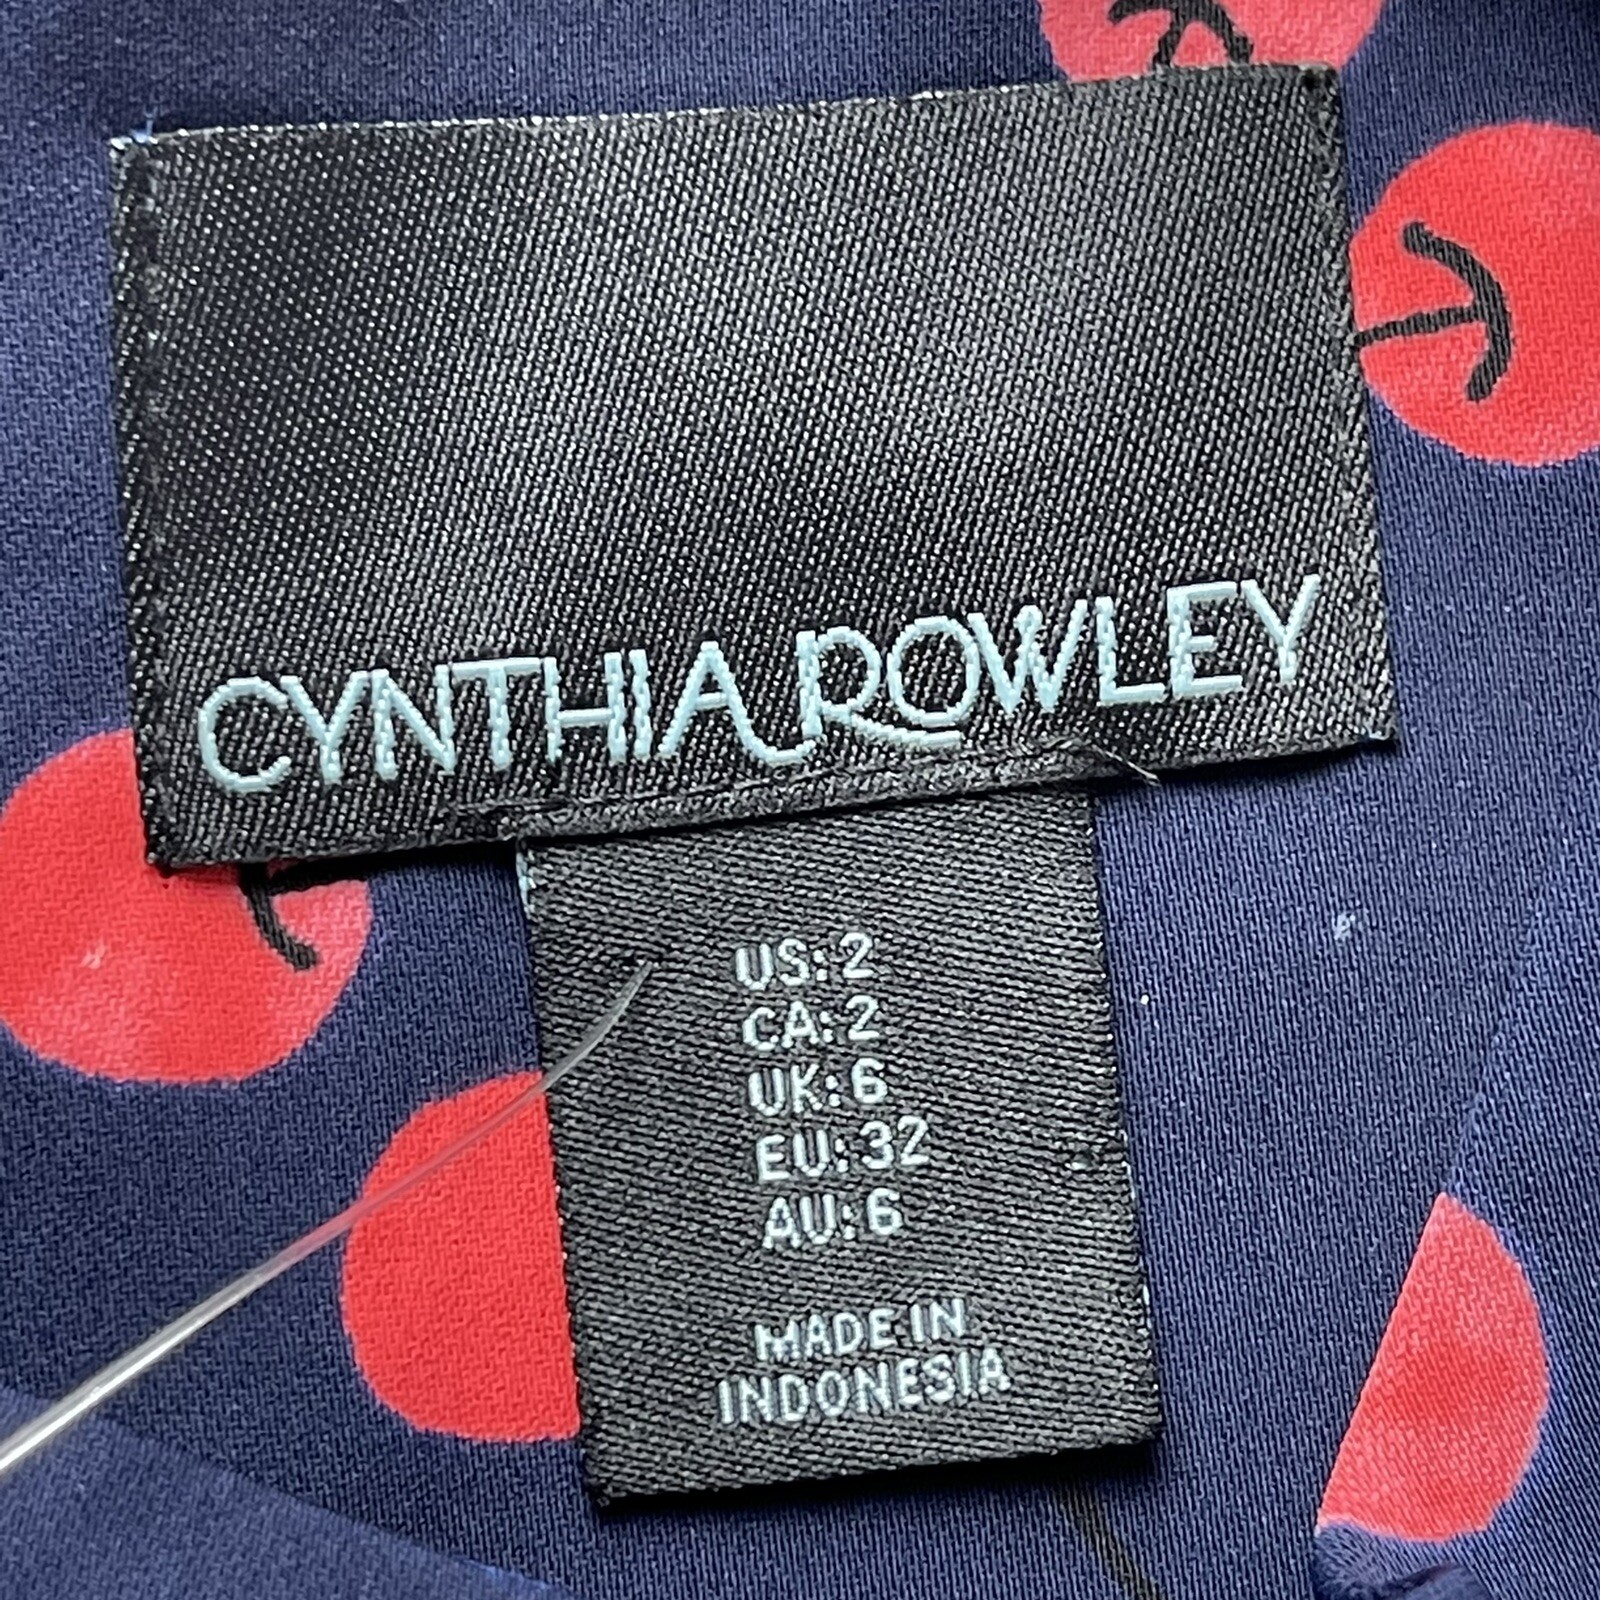 CYNTHIA ROWLEY
US: 2
CA: 2
UK: 6
EU: 32
AU: 6
MADE IN
INDONESIA